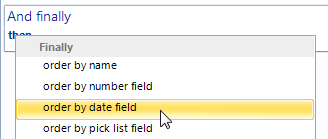 And finally
then
Finally
order by name
order by number field
order by date field
order by pick list field